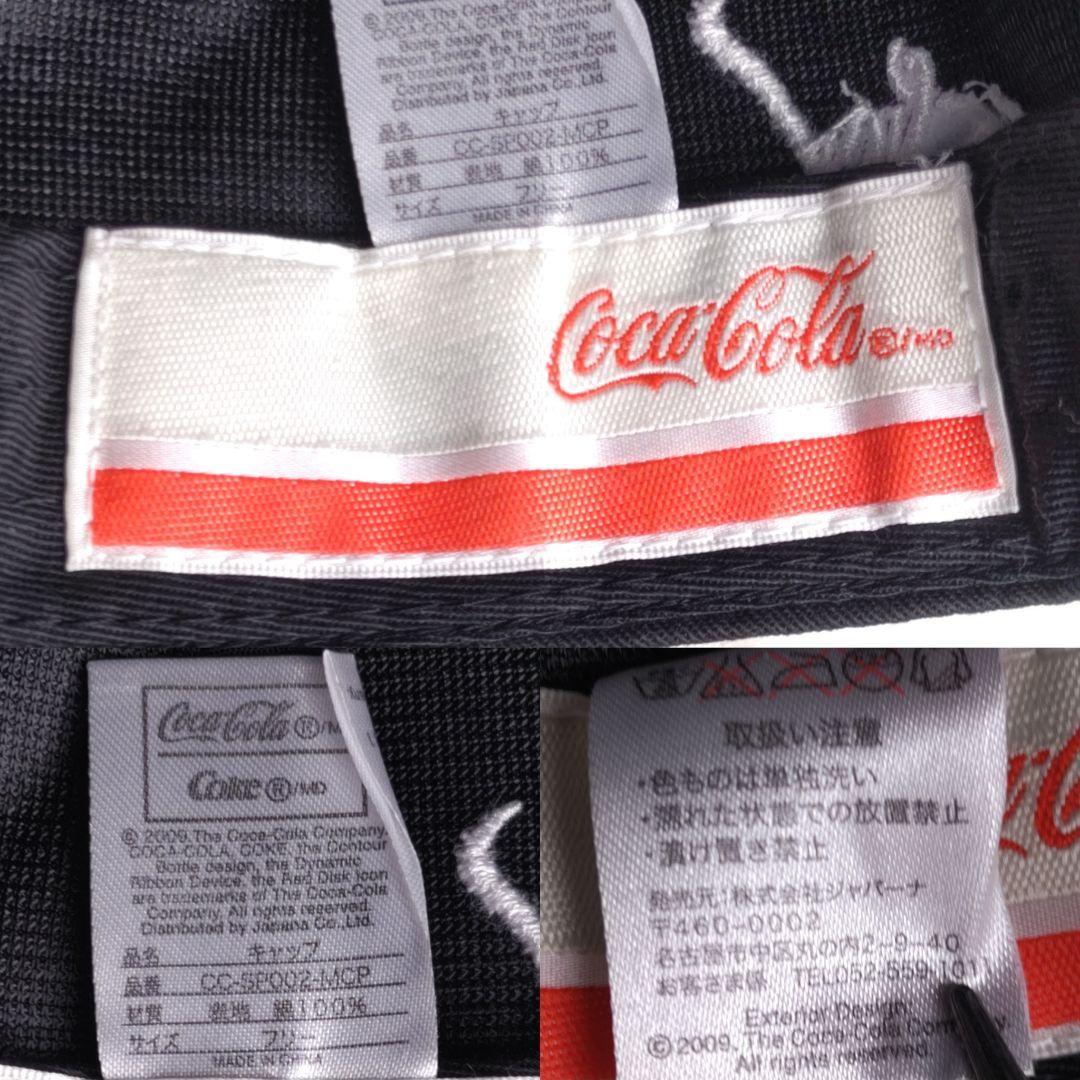 © 2009 The Coca-Cola Company.
COCA-COLA, COKE, the Contour
Bottle design, the Dynamic
Ribbon Device, the Red Disk Icon
are trademarks of The Coca-Cola
Company, All rights reserved.
Distributed by Japana Co.,Ltd.
品名 キャップ
品番 CC-SP002-MCP
材質 着地 綿100%
サイズ フリー
MADE IN CHINA
Coca-Cola ®/MD
Coca-Cola ®/MD
Coke ®/MD
© 2009 The Coca-Cola Company.
COCA-COLA, COKE, the Contour
Bottle design, the Dynamic
Ribbon Device, the Red Disk Icon
are trademarks of The Coca-Cola
Company, All rights reserved.
Distributed by Japana Co.,Ltd.
品名 キャップ
品番 CC-SP002-MCP
材質 着地 綿100%
サイズ フリー
MADE IN CHINA
取扱い注意
・色ものは単独洗い
・濡れた状態での放置禁止
・漬け置き禁止
発売元:株式会社ジャパーナ
〒460-0002
名古屋市中区丸の内2-9-40
お客さま係 TEL052-559-101
Exterior Design
© 2009, The Coca-Cola Company
All rights reserved.